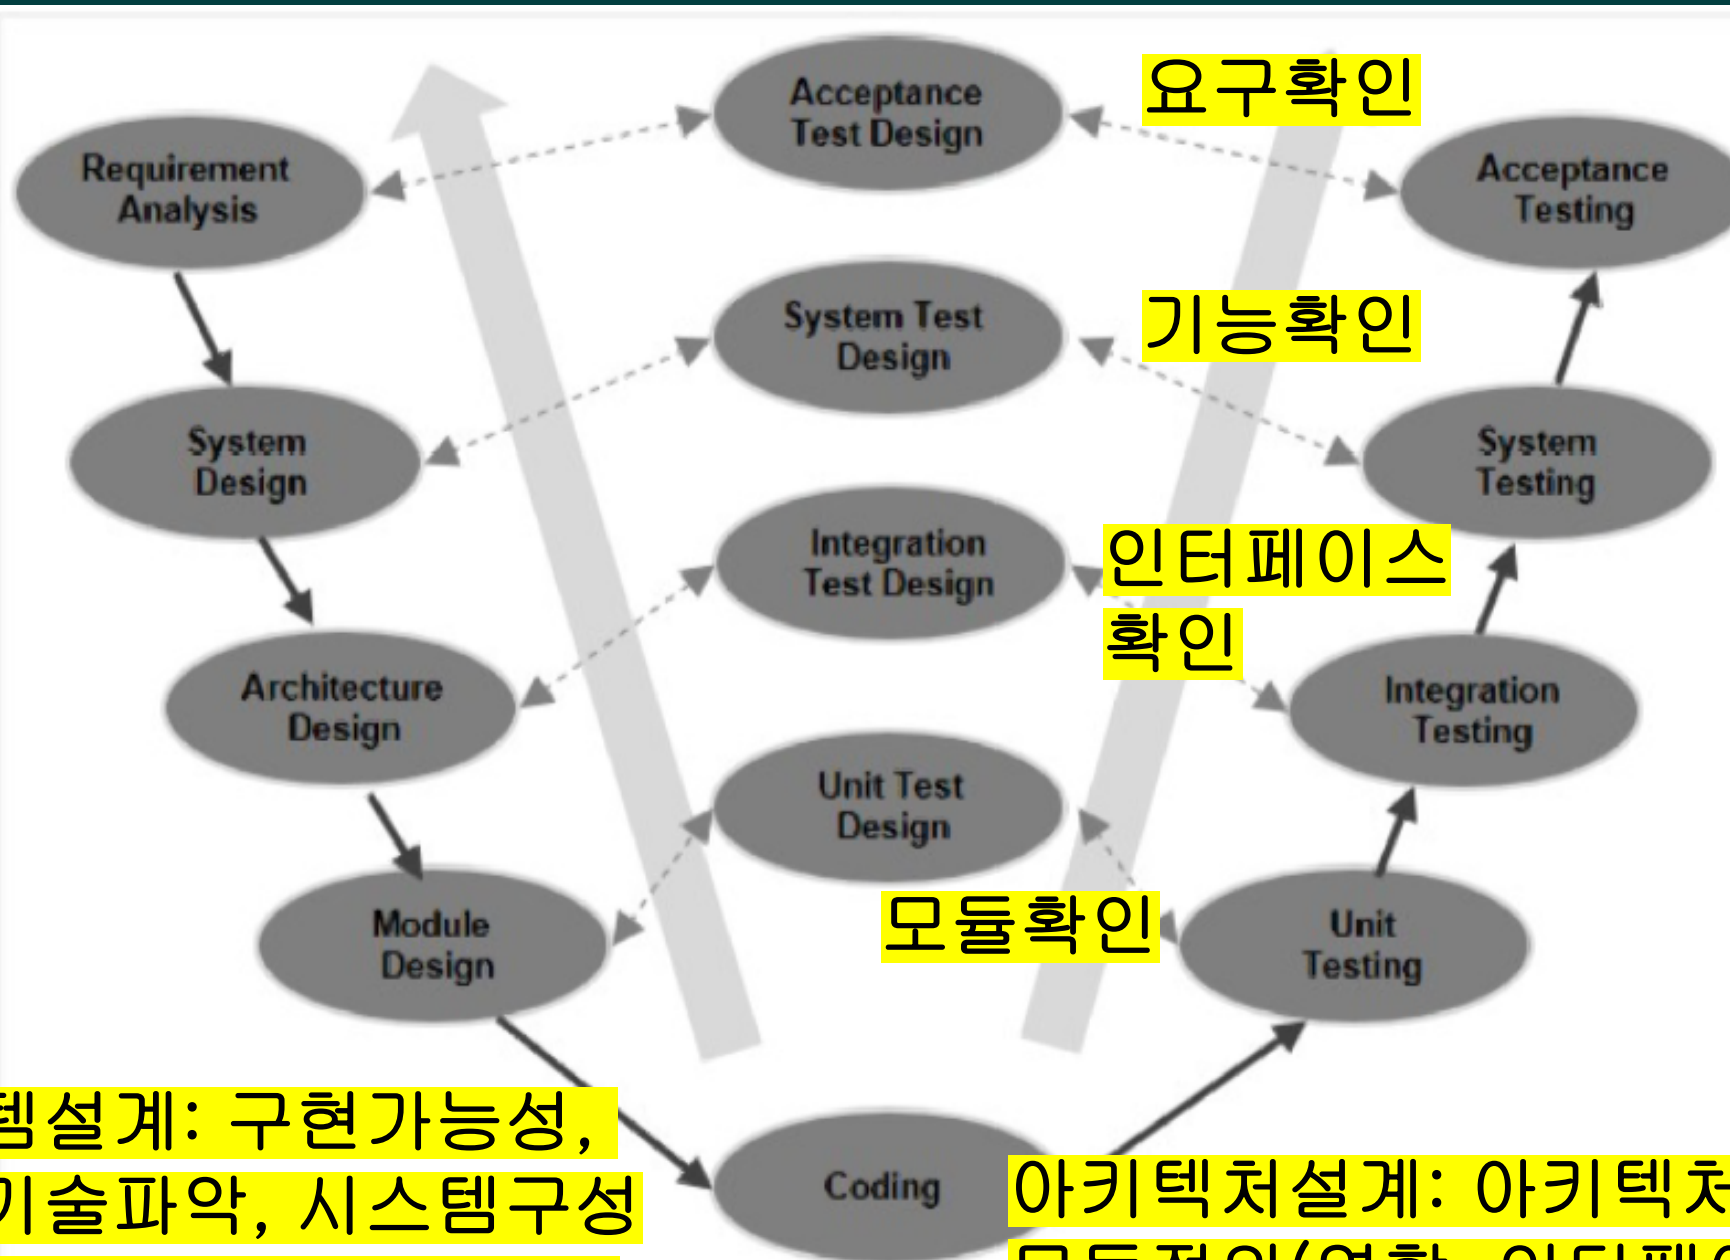 Acceptance
Test Design
요구확인
Requirement
Analysis
Acceptance
Testing
System Test
Design
기능확인
System
Design
System
Testing
Integration
Test Design
인터페이스
확인
Architecture
Design
Integration
Testing
Unit Test
Design
모듈확인
Module
Design
Unit
Testing
템설계: 구현가능성,
기술파악, 시스템구성
Coding
아키텍처설계: 아키텍처